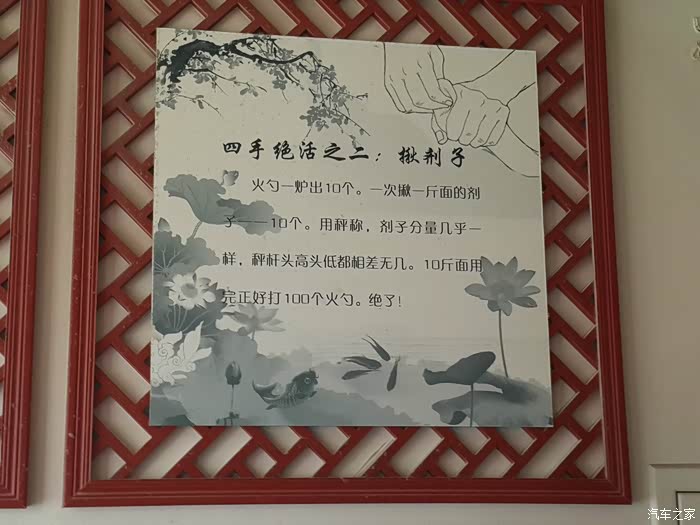 四手绝活之二：揪剂子
火勺一炉出10个。一次揪一斤面的剂
子——10个。用秤称，剂子分量几乎一
样，秤杆头高头低都相差无几。10斤面用
完正好打100个火勺。绝了！
汽车之家